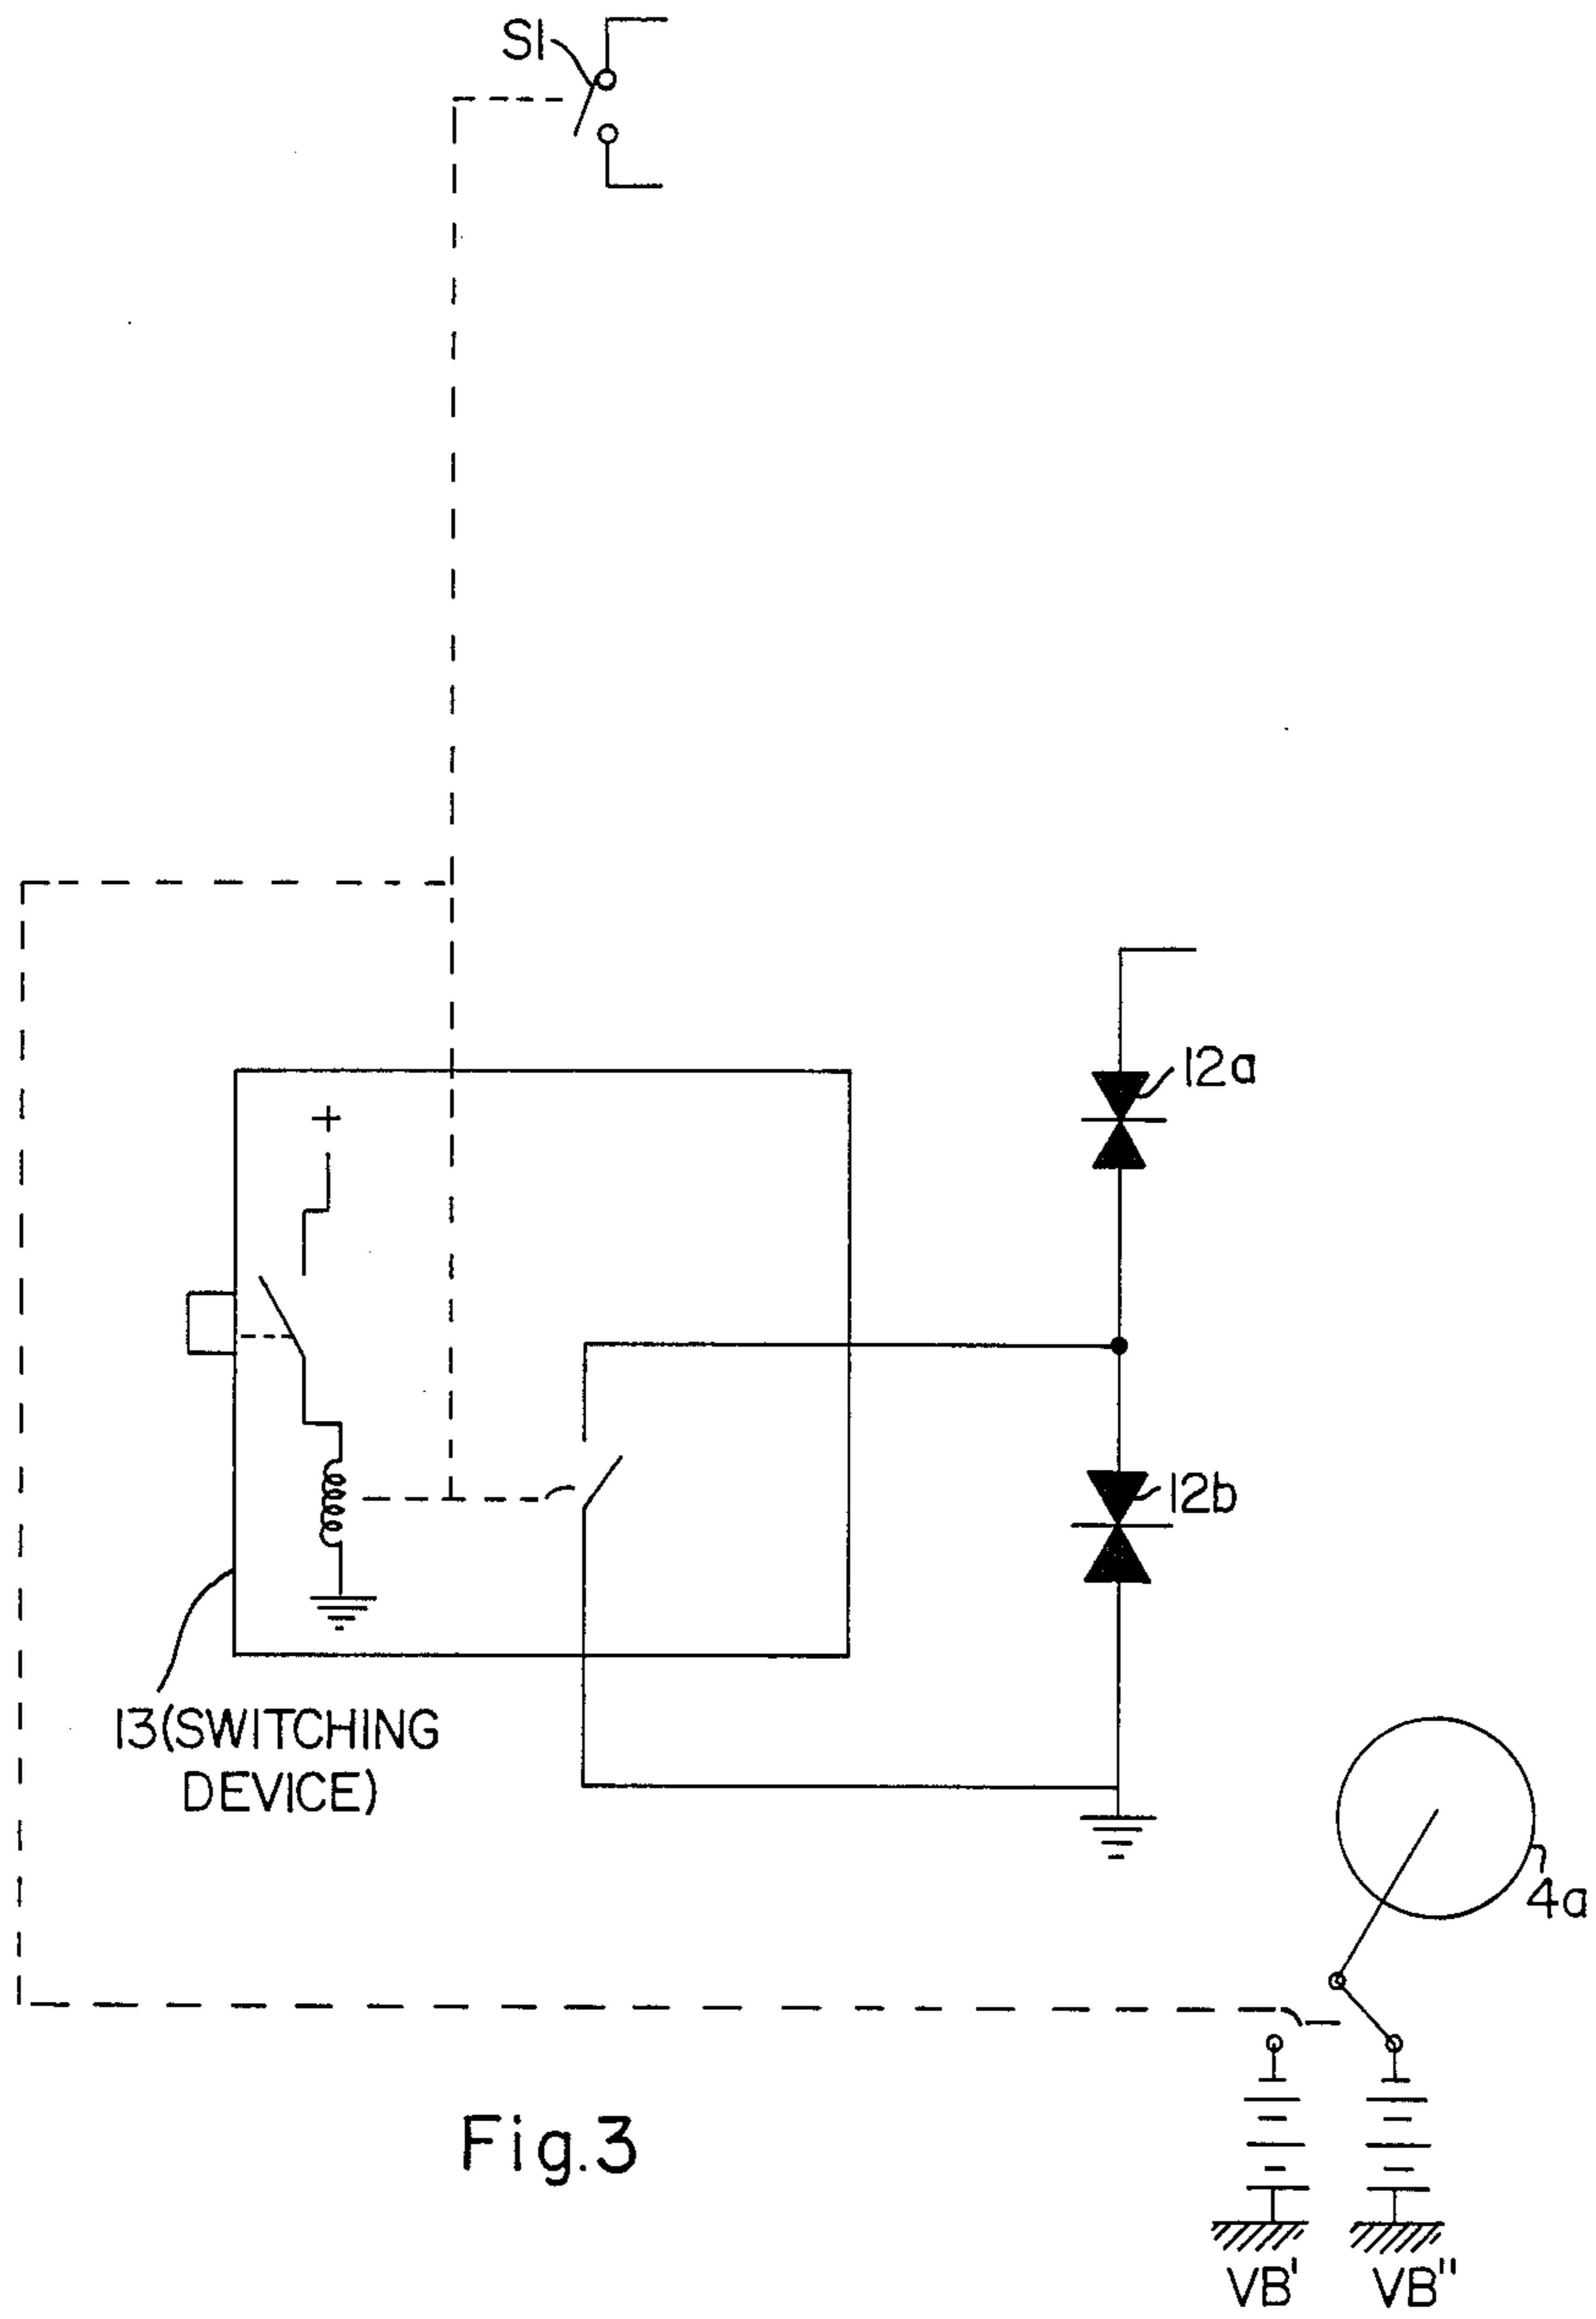 S1
12a
+
12b
13(SWITCHING
DEVICE)
4a
Fig.3
VB' VB"